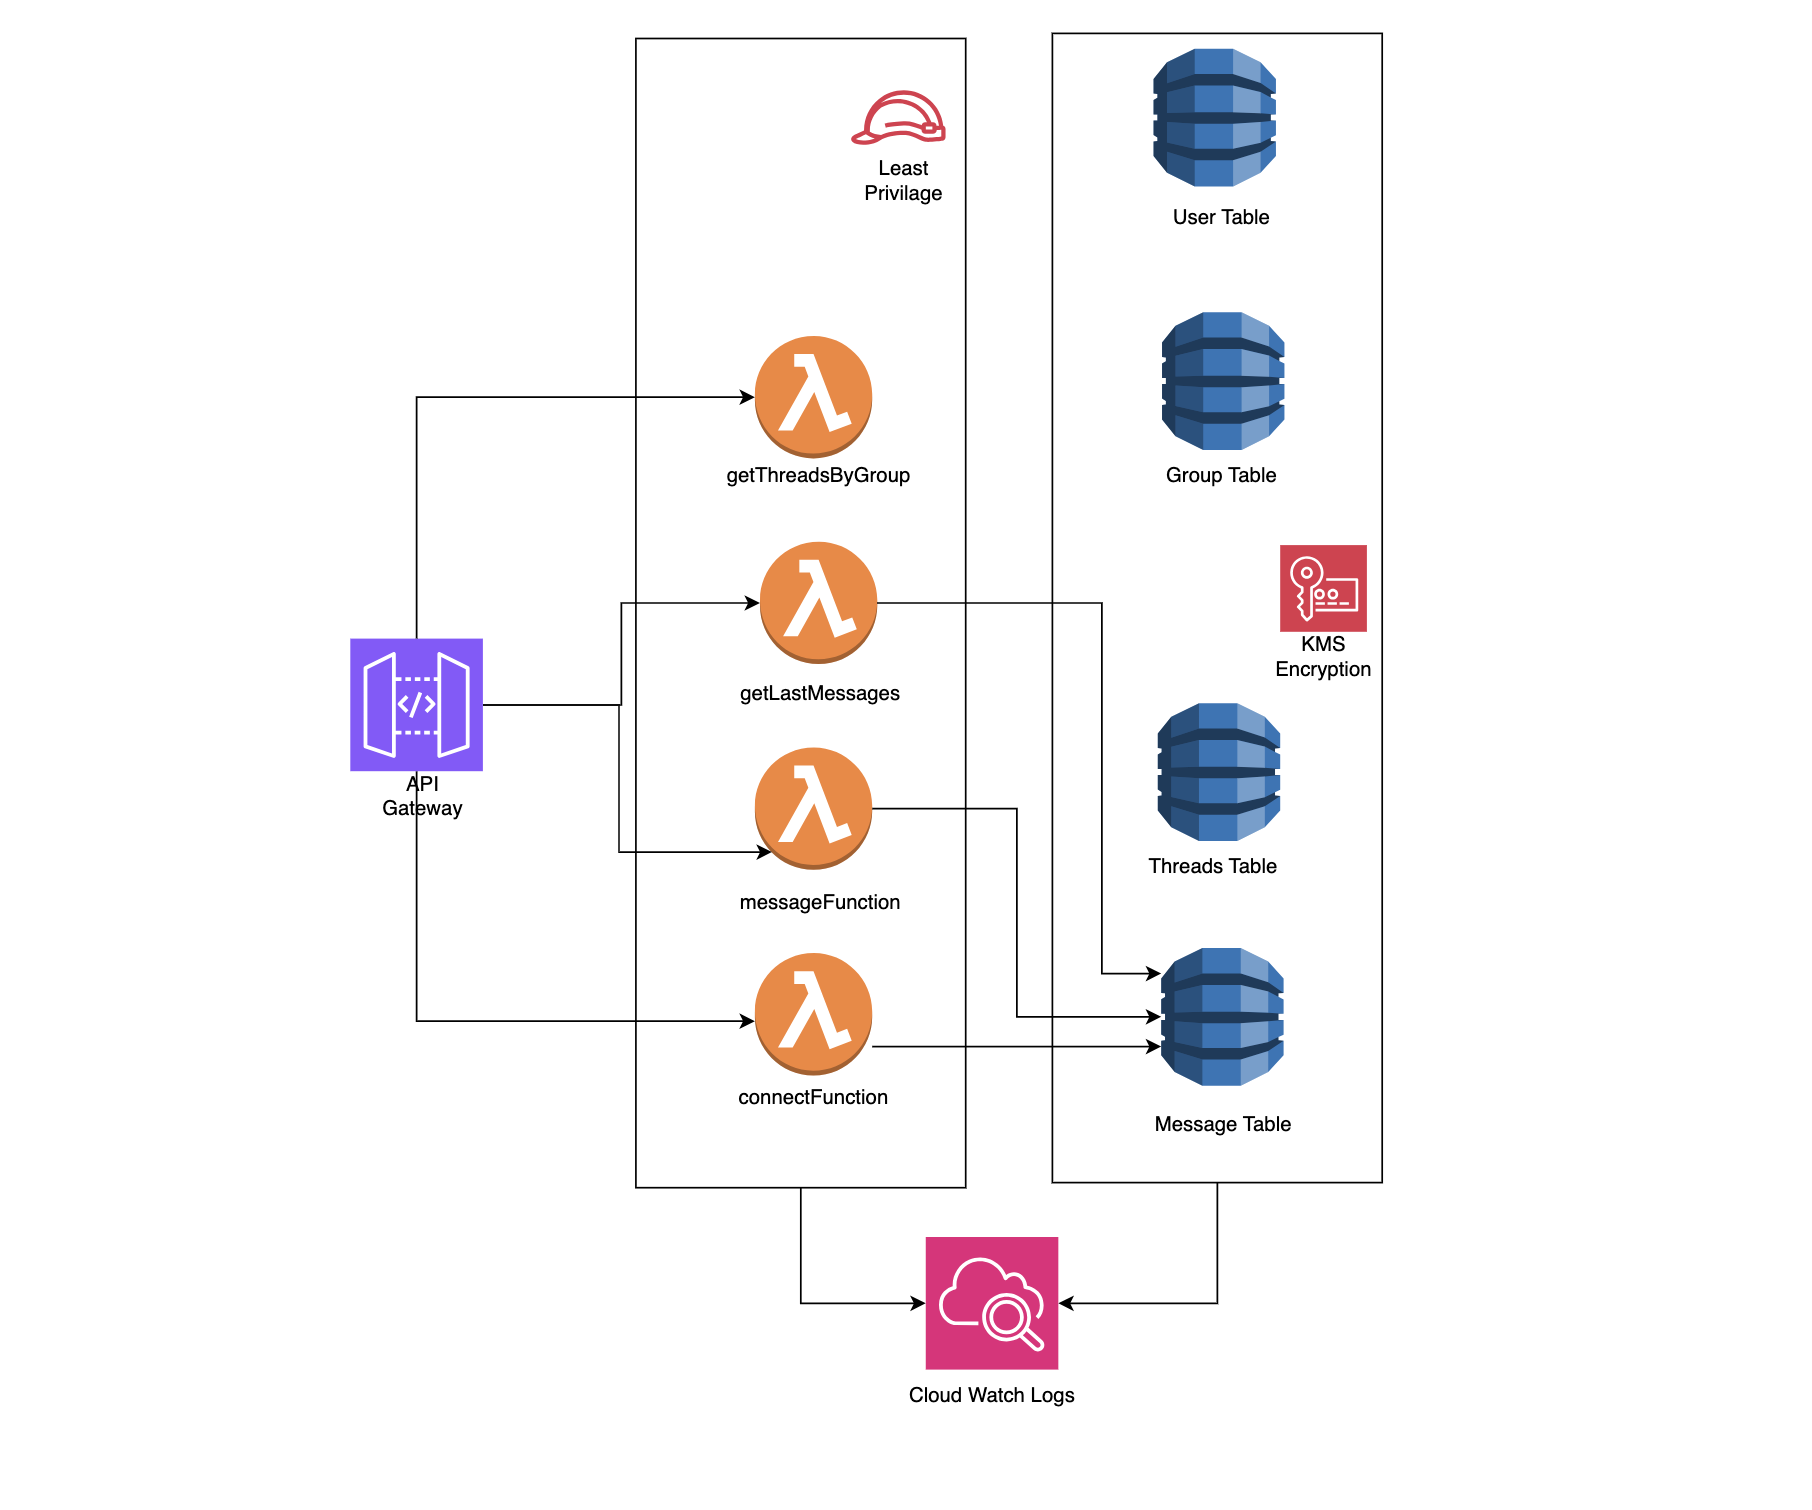 Least
Privilage
User Table
getThreadsByGroup
Group Table
getLastMessages
KMS
Encryption
API
Gateway
Threads Table
messageFunction
connectFunction
Message Table
Cloud Watch Logs